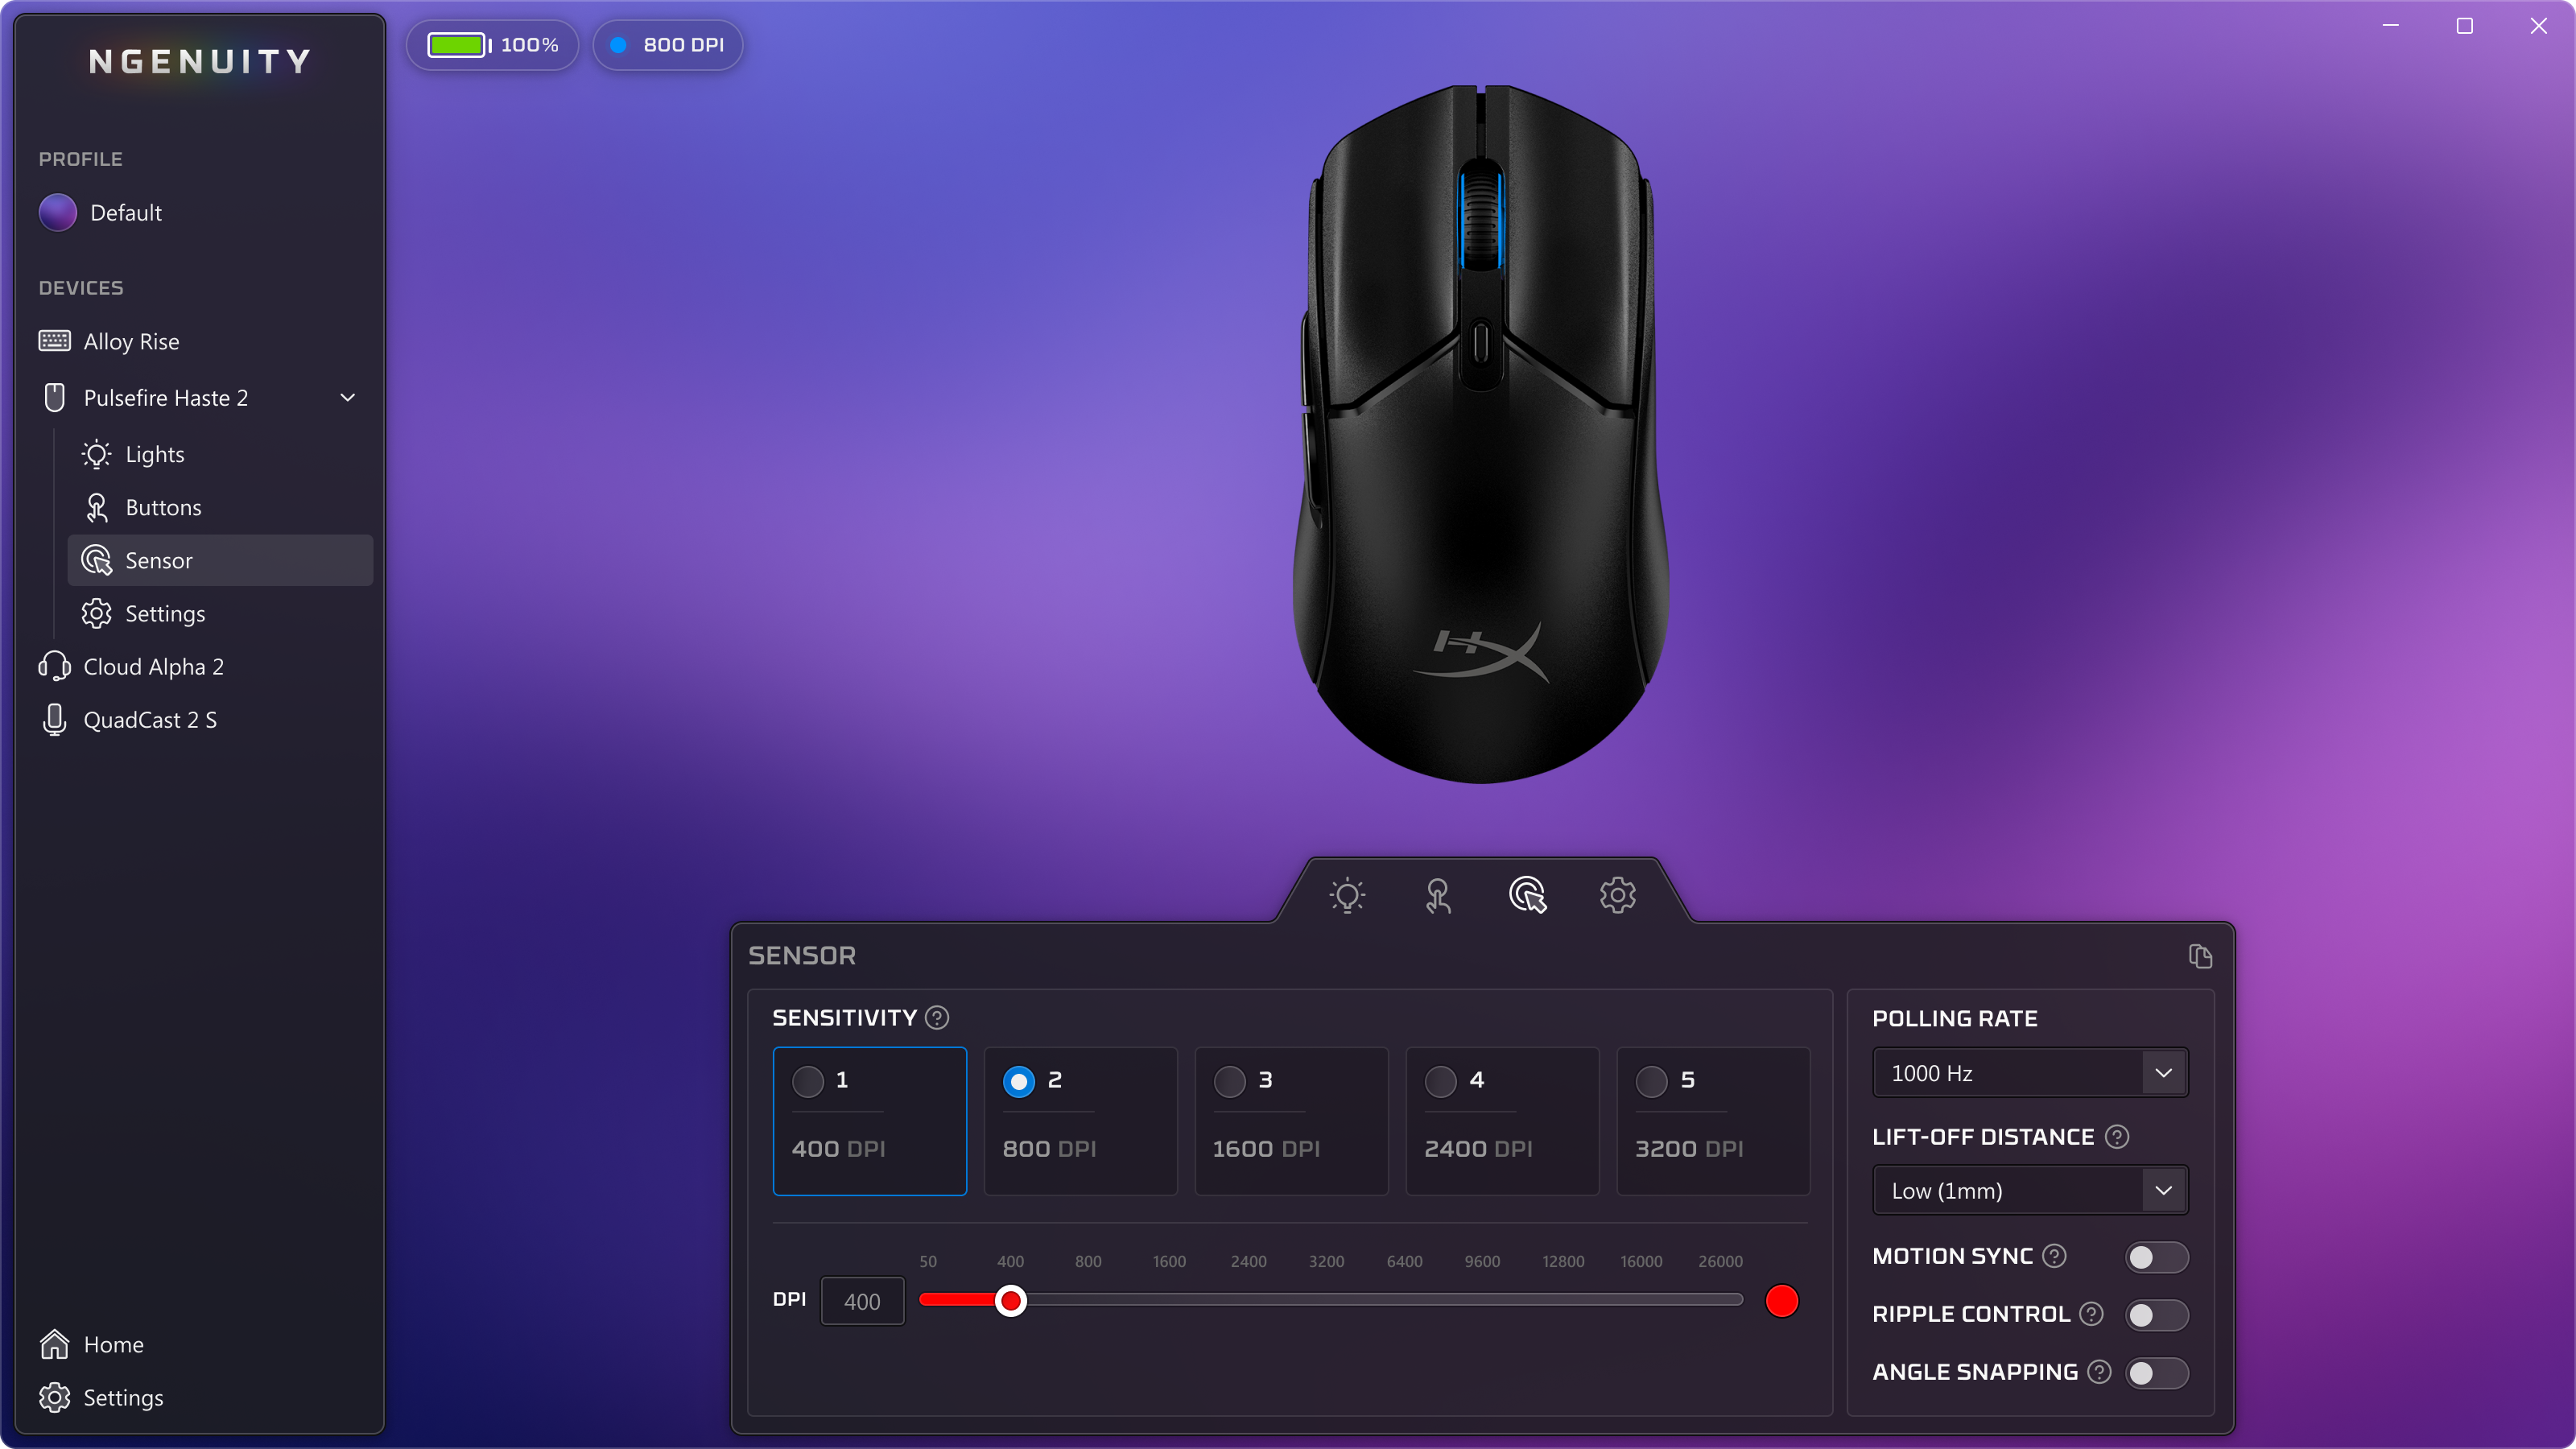 NGENUITY
100%
800 DPI
PROFILE
Default
DEVICES
Alloy Rise
Pulsefire Haste 2
Lights
Buttons
Sensor
Settings
Cloud Alpha 2
QuadCast 2 S
Home
Settings
HX
SENSOR
SENSITIVITY ?
1
400 DPI
2
800 DPI
3
1600 DPI
4
2400 DPI
5
3200 DPI
50 400 800 1600 2400 3200 6400 9600 12800 16000 26000
DPI 400
POLLING RATE
1000 Hz
LIFT-OFF DISTANCE ?
Low (1mm)
MOTION SYNC ?
RIPPLE CONTROL ?
ANGLE SNAPPING ?